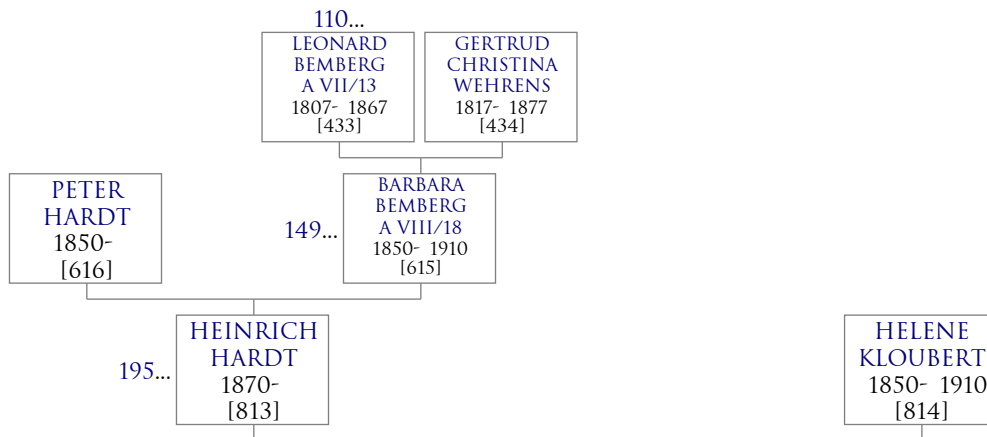 110...
LEONARD
BEMBERG
A VII/13
1807- 1867
[433]
GERTRUD
CHRISTINA
WEHRENS
1817- 1877
[434]
PETER
HARDT
1850-
[616]
149...
BARBARA
BEMBERG
A VIII/18
1850- 1910
[615]
195...
HEINRICH
HARDT
1870-
[813]
HELENE
KLOUBERT
1850- 1910
[814]